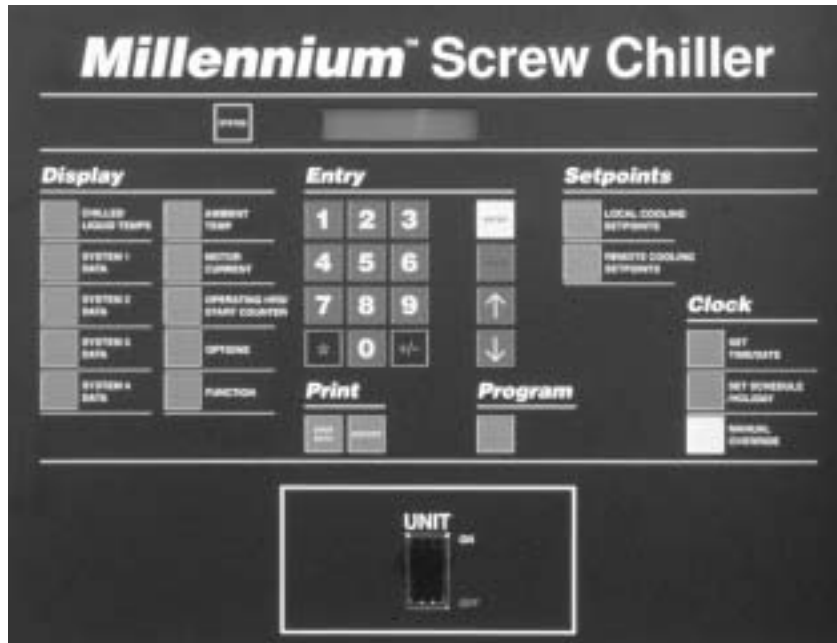 Millennium™ Screw Chiller
STATUS
Display
CHILLED
LIQUID TEMPS
SYSTEM 1
DATA
SYSTEM 2
DATA
SYSTEM 3
DATA
SYSTEM 4
DATA
AMBIENT
TEMP
MOTOR
CURRENT
OPERATING HRS
START COUNTER
OPTIONS
FUNCTION
Entry
1 2 3
4 5 6
7 8 9
* 0 +/-
↑
↓
Setpoints
LOCAL COOLING
SETPOINTS
REMOTE COOLING
SETPOINTS
Clock
SET
TIME/DATE
SET SCHEDULE
/HOLIDAY
MANUAL
OVERRIDE
Print
Program
UNIT
ON
OFF